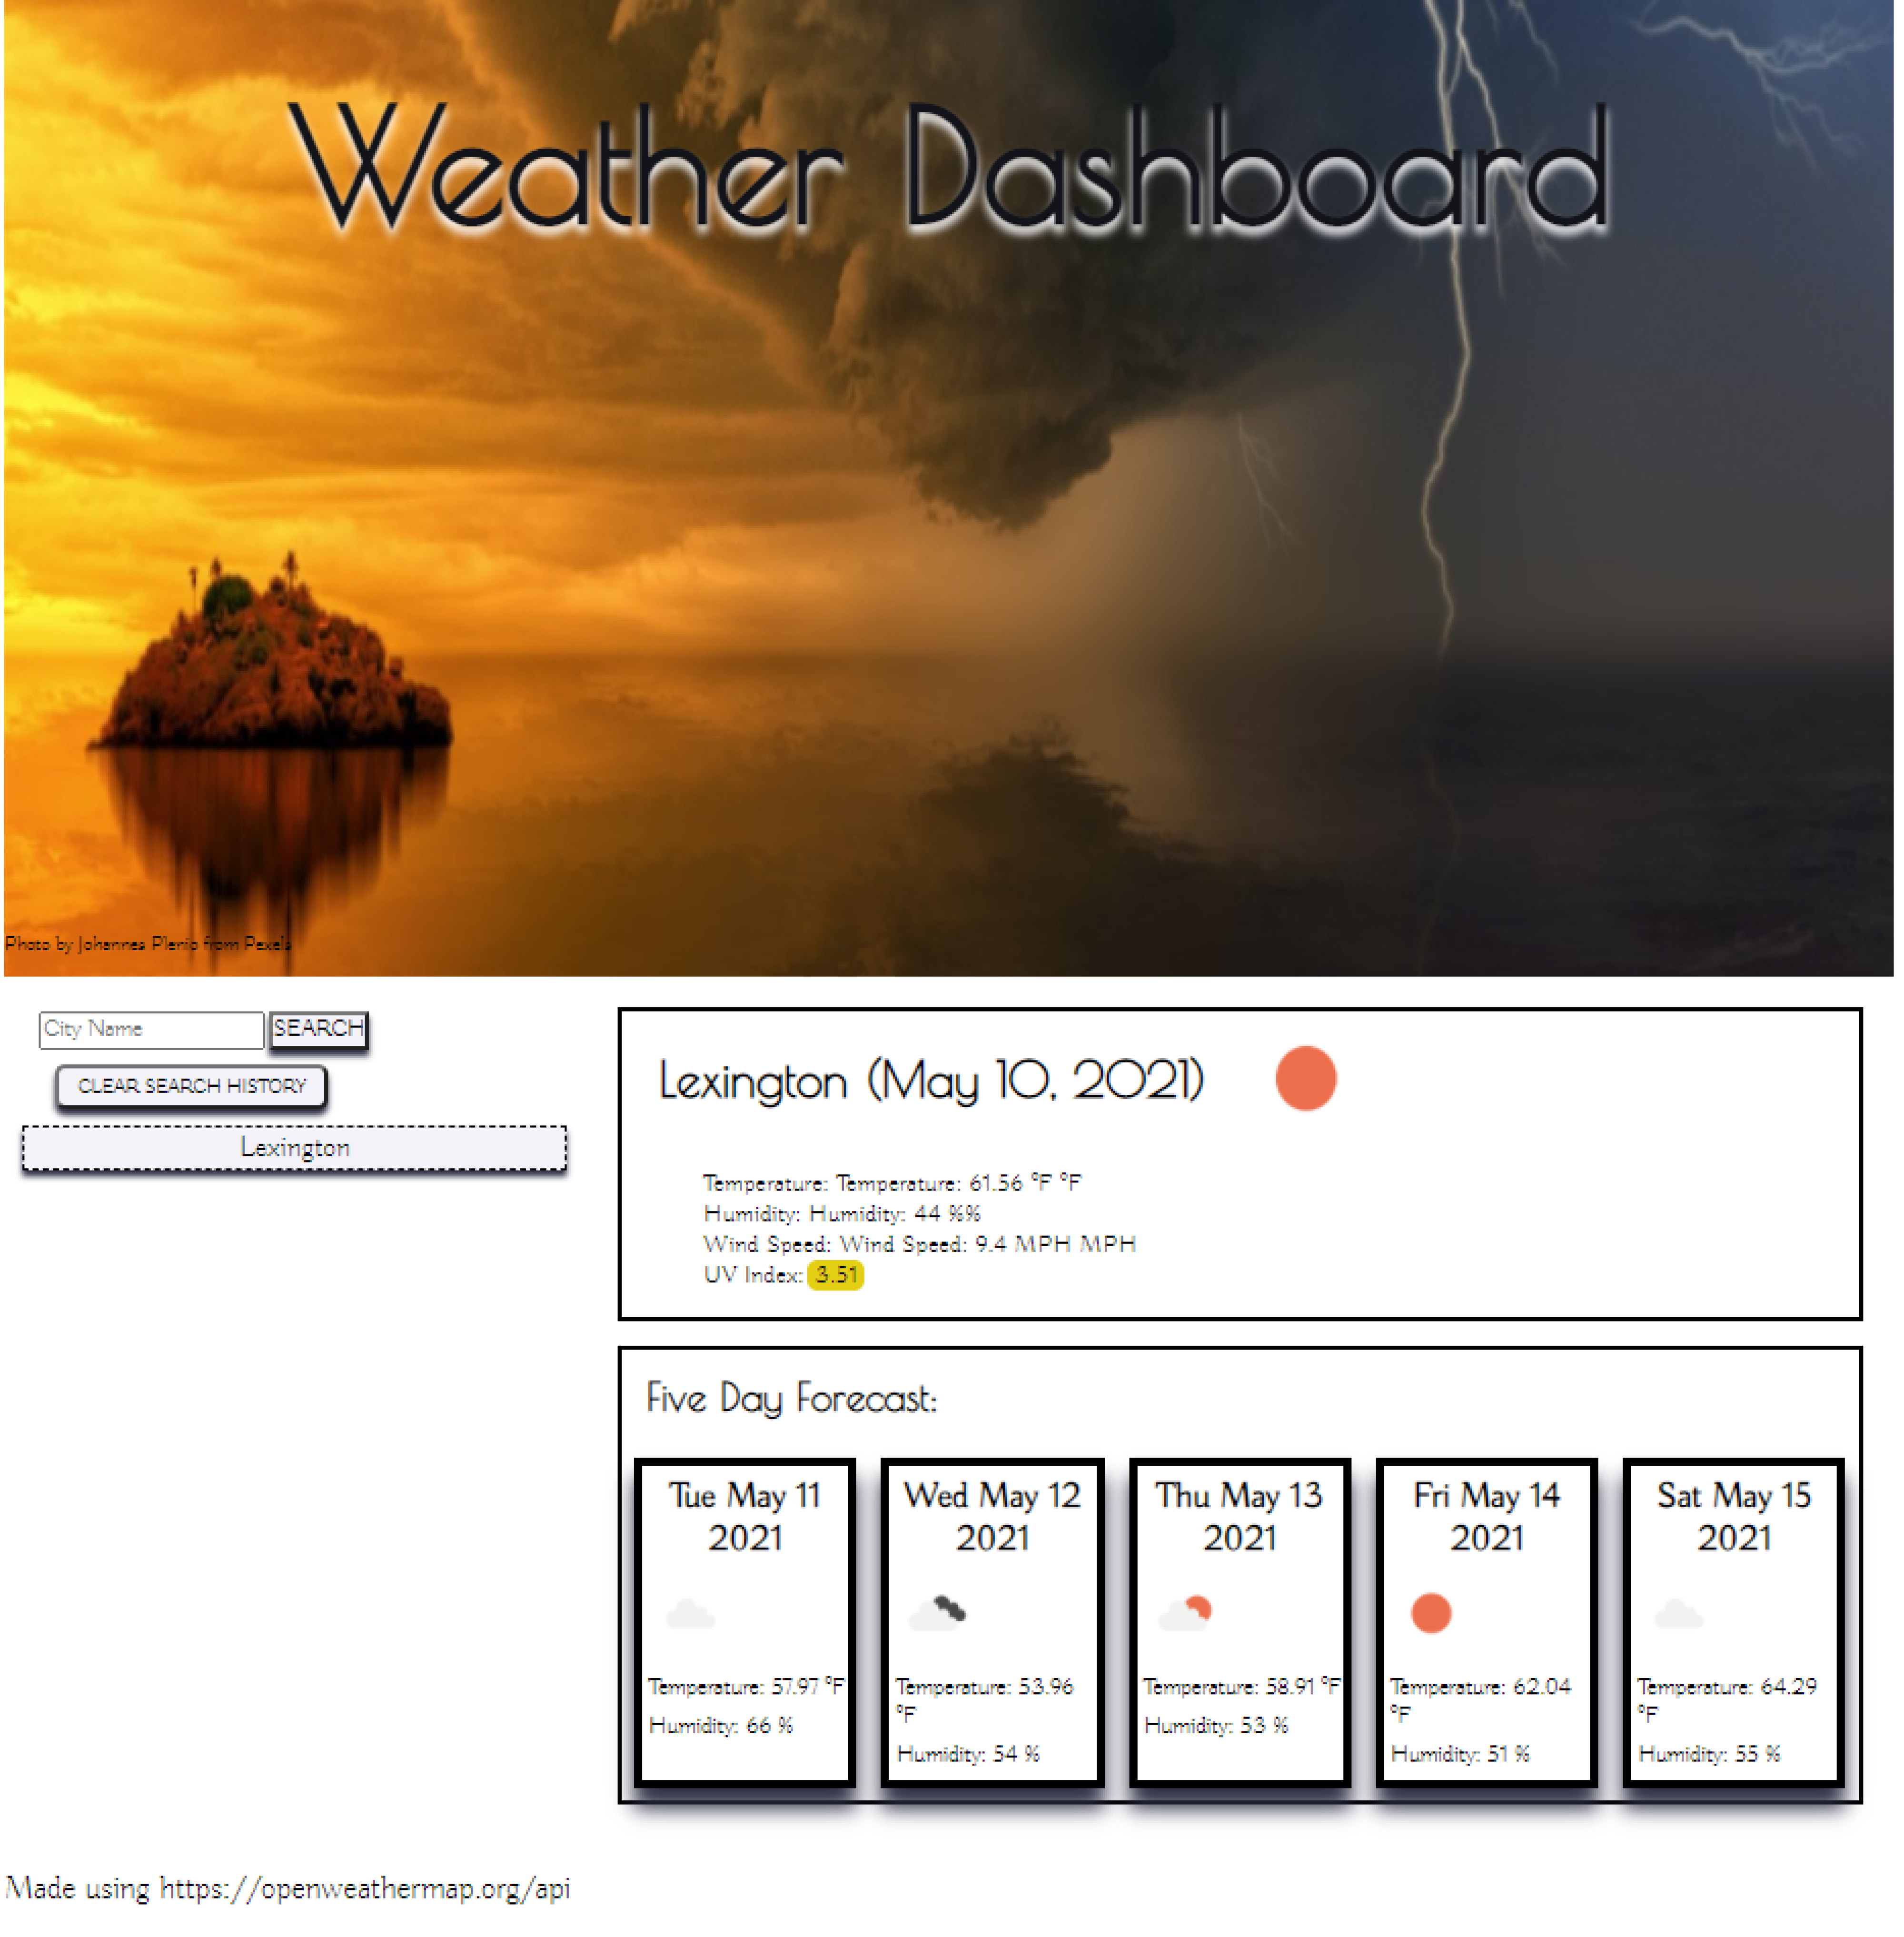 Weather Dashboard
Photo by Johannes Plenio from Pexels
City Name
SEARCH
CLEAR SEARCH HISTORY
Lexington
Lexington (May 10, 2021)
Temperature: Temperature: 61.56 °F °F
Humidity: Humidity: 44 %%
Wind Speed: Wind Speed: 9.4 MPH MPH
UV Index: 3.51
Five Day Forecast:
Tue May 11
2021
Temperature: 57.97 °F
Humidity: 66 %
Wed May 12
2021
Temperature: 53.96
°F
Humidity: 54 %
Thu May 13
2021
Temperature: 58.91 °F
Humidity: 53 %
Fri May 14
2021
Temperature: 62.04
°F
Humidity: 51 %
Sat May 15
2021
Temperature: 64.29
°F
Humidity: 55 %
Made using https://openweathermap.org/api